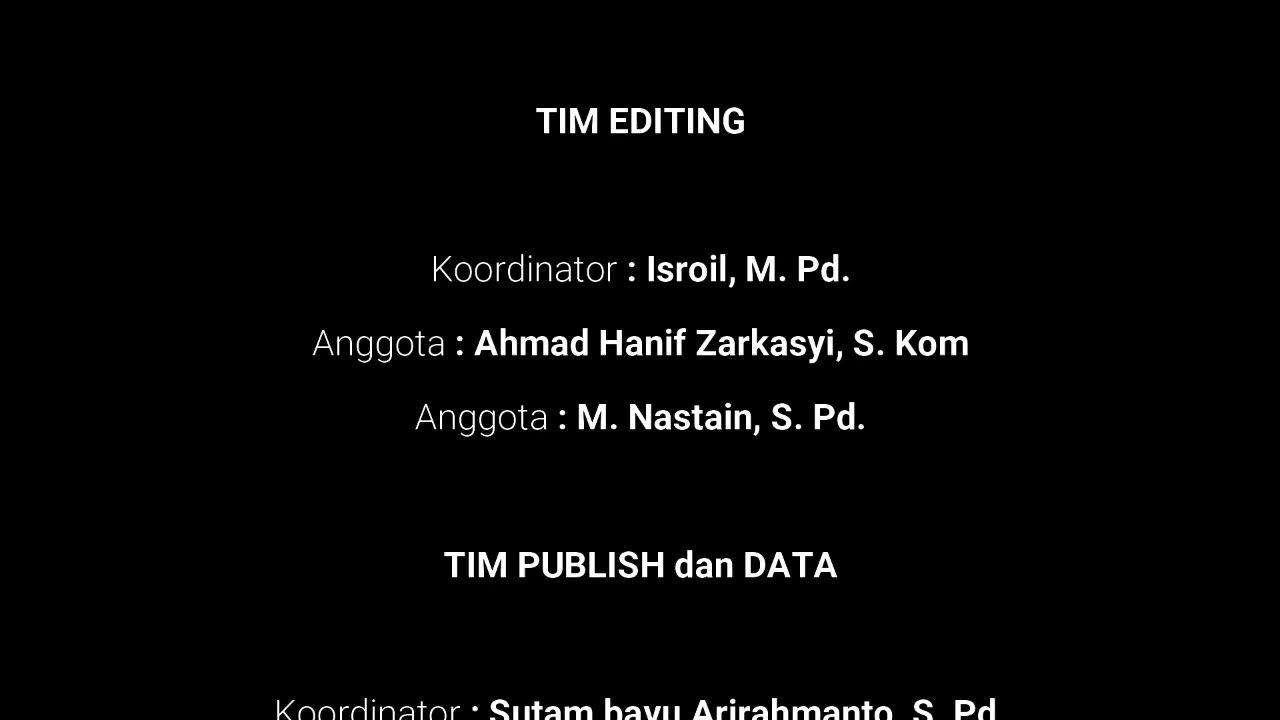 TIM EDITING
Koordinator : Isroil, M. Pd.
Anggota : Ahmad Hanif Zarkasyi, S. Kom
Anggota : M. Nastain, S. Pd.
TIM PUBLISH dan DATA
Koordinator : Sutam bayu Arirahmanto, S. Pd